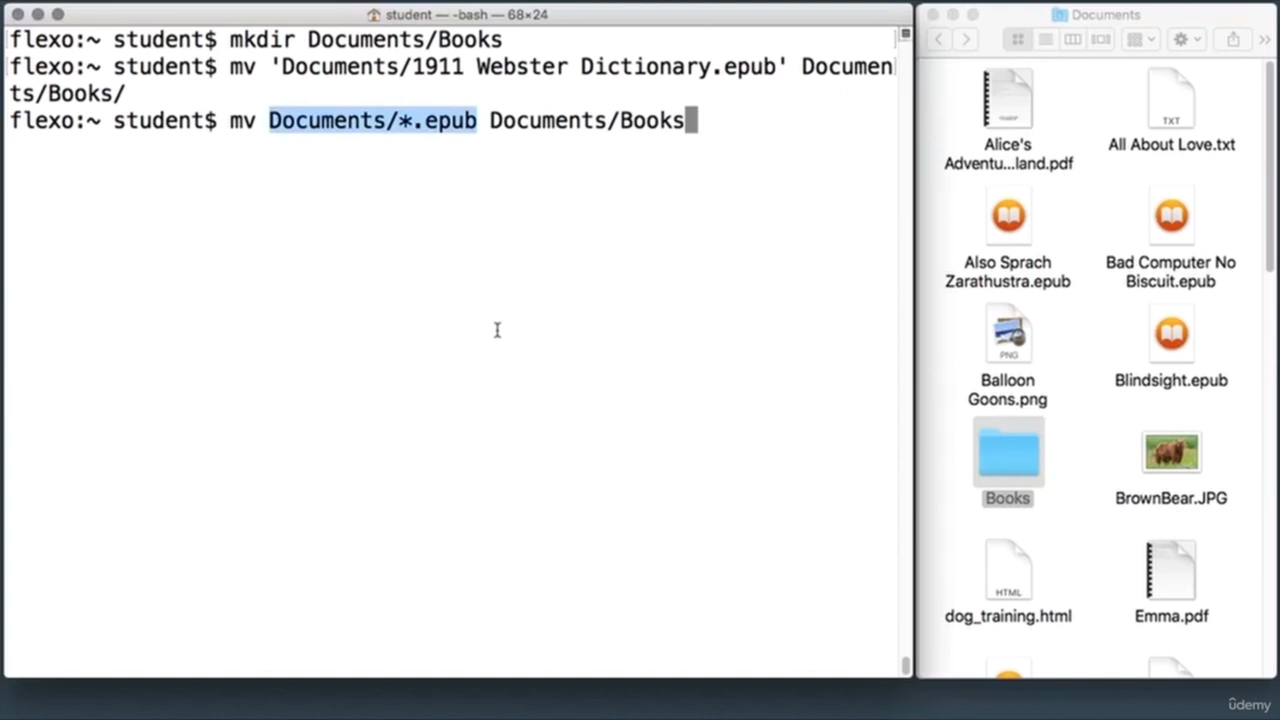 student — -bash — 68×24
flexo:~ student$ mkdir Documents/Books
flexo:~ student$ mv 'Documents/1911 Webster Dictionary.epub' Documen
ts/Books/
flexo:~ student$ mv Documents/*.epub Documents/Books
Documents
Alice's
Adventu...land.pdf
TXT
All About Love.txt
Also Sprach
Zarathustra.epub
Bad Computer No
Biscuit.epub
PNG
Balloon
Goons.png
Blindsight.epub
Books
BrownBear.JPG
HTML
dog_training.html
Emma.pdf
ûdemy